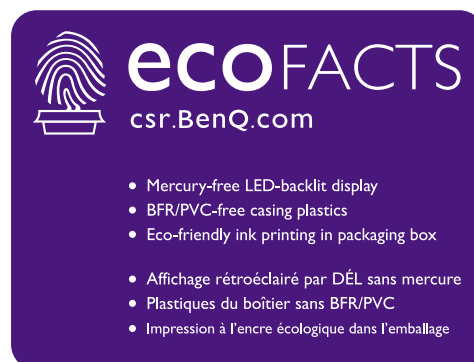 ecoFACTS
csr.BenQ.com
• Mercury-free LED-backlit display
• BFR/PVC-free casing plastics
• Eco-friendly ink printing in packaging box
• Affichage rétroéclairé par DÉL sans mercure
• Plastiques du boîtier sans BFR/PVC
• Impression à l'encre écologique dans l'emballage